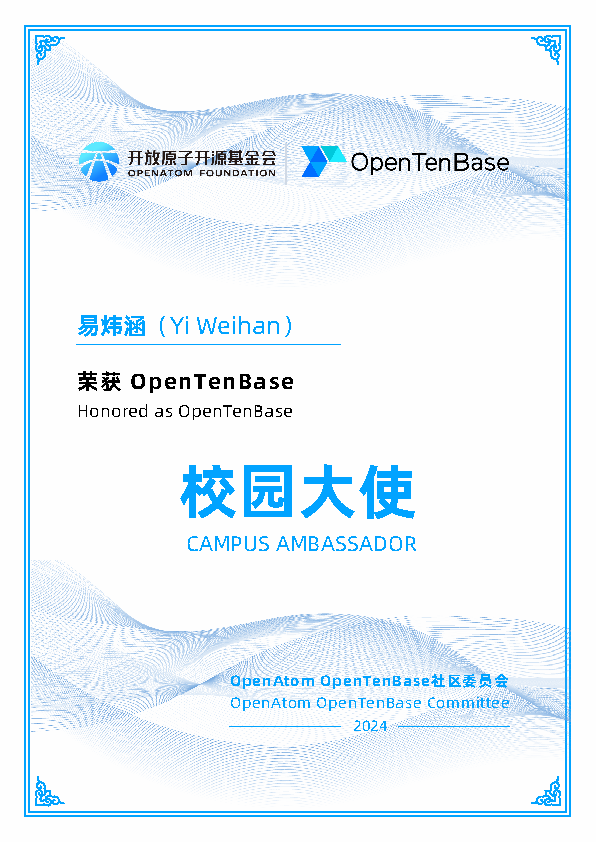 开放原子开源基金会
OPENATOM FOUNDATION
OpenTenBase
易炜涵（Yi Weihan）
荣获 OpenTenBase
Honored as OpenTenBase
校园大使
CAMPUS AMBASSADOR
OpenAtom OpenTenBase社区委员会
OpenAtom OpenTenBase Committee
2024